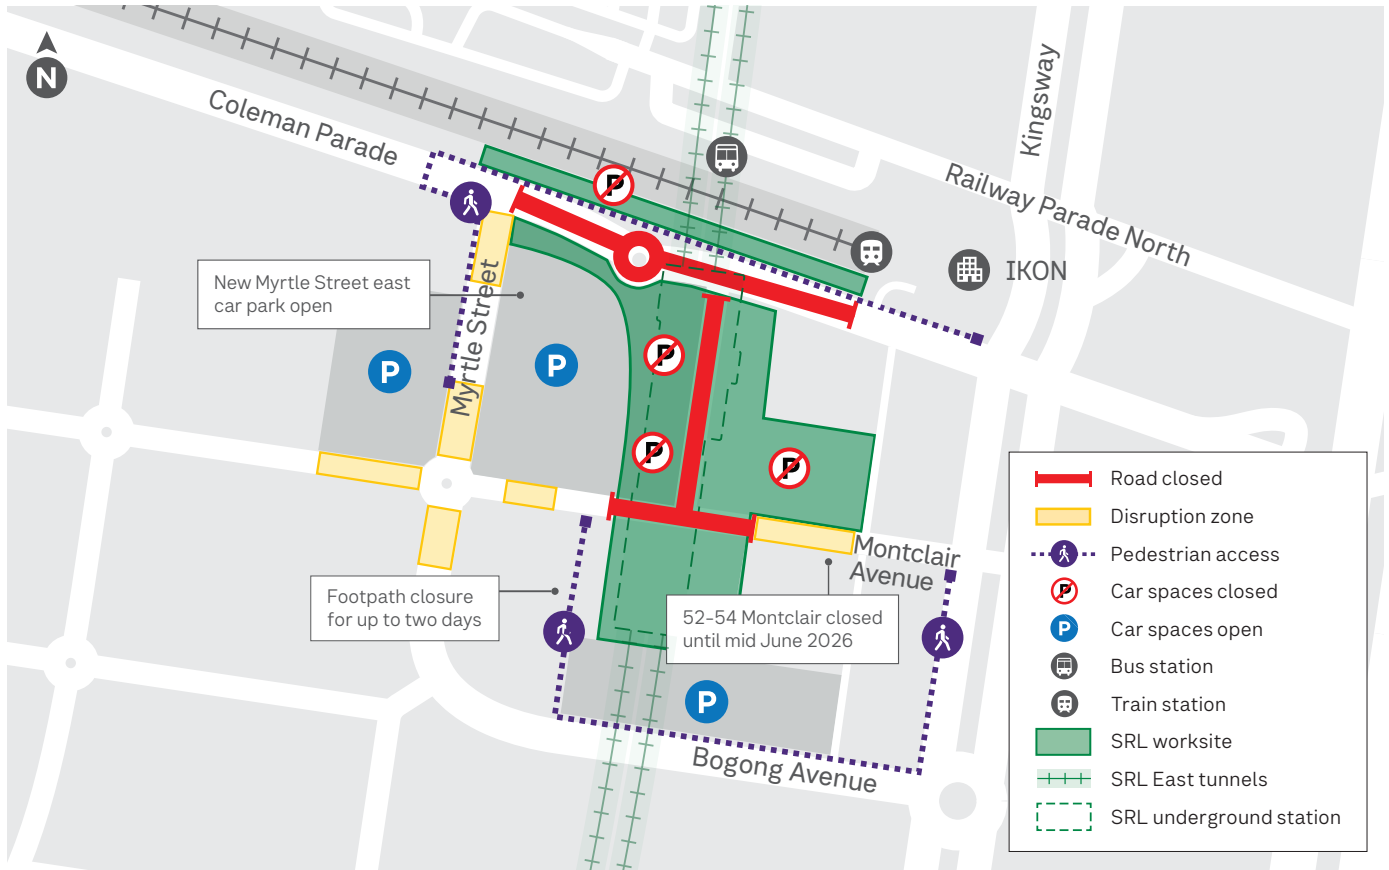 N
Coleman Parade
Kingsway
Railway Parade North
P
IKON
New Myrtle Street east
car park open
Myrtle Street
P
P
P
P
P
Montclair
Avenue
Footpath closure
for up to two days
52-54 Montclair closed
until mid June 2026
P
Bogong Avenue
Road closed
Disruption zone
Pedestrian access
P
Car spaces closed
P
Car spaces open
Bus station
Train station
SRL worksite
SRL East tunnels
SRL underground station